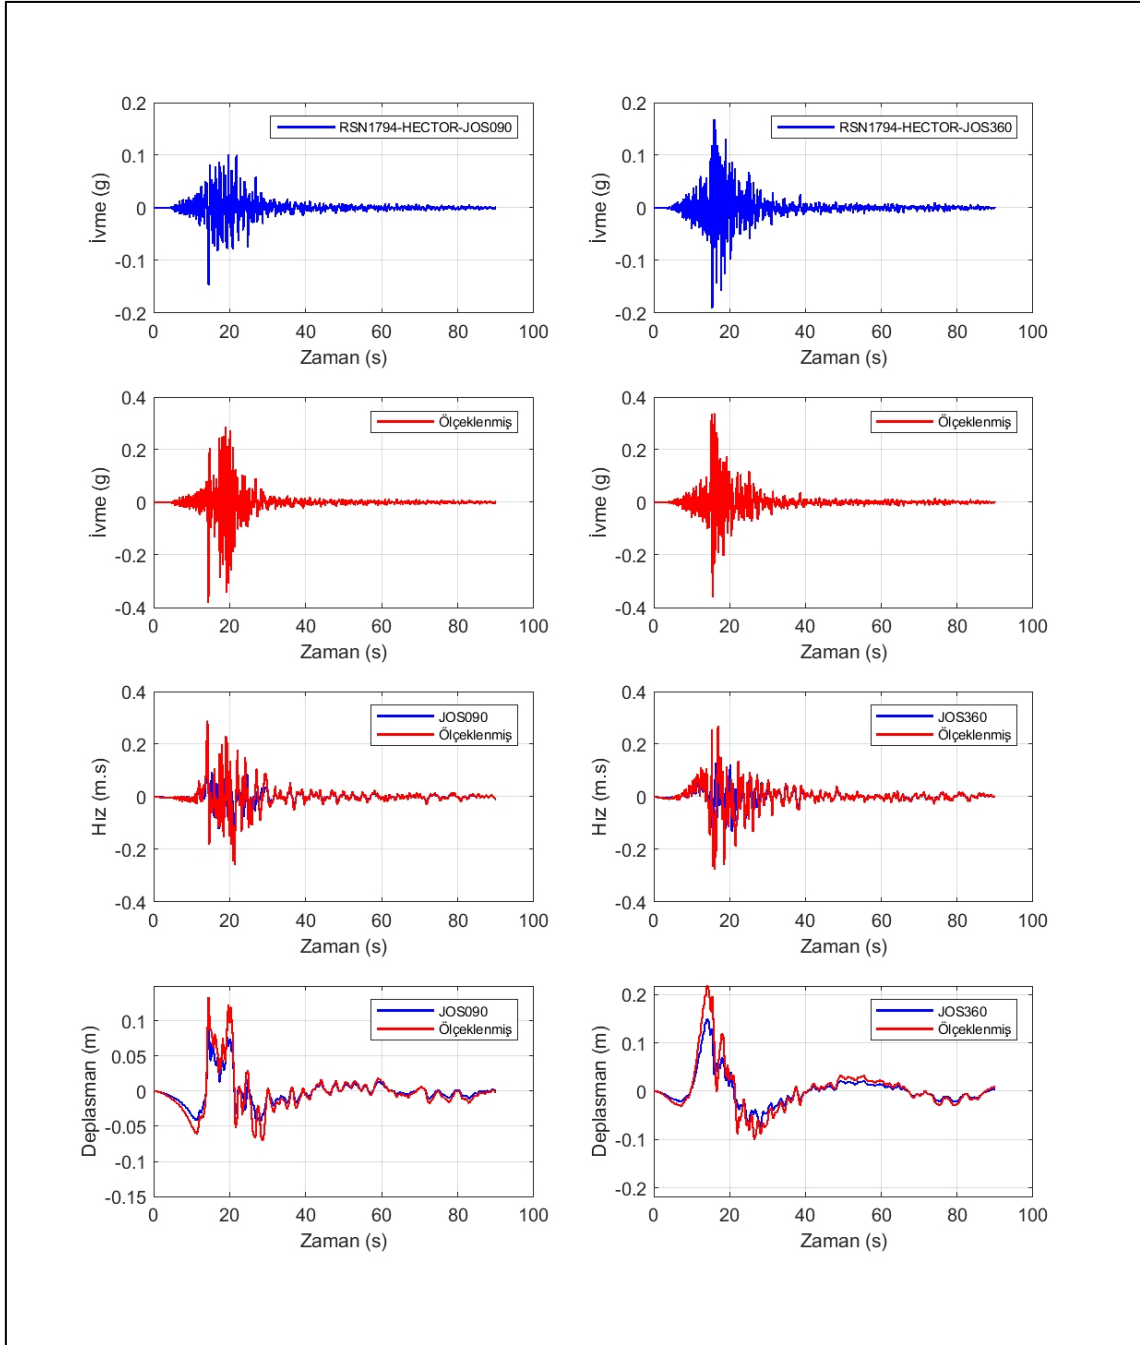 0.2
0.1
0
-0.1
-0.2
İvme (g)
RSN1794-HECTOR-JOS090
0 20 40 60 80 100
Zaman (s)
0.2
0.1
0
-0.1
-0.2
İvme (g)
RSN1794-HECTOR-JOS360
0 20 40 60 80 100
Zaman (s)
0.4
0.2
0
-0.2
-0.4
İvme (g)
Ölçeklenmiş
0 20 40 60 80 100
Zaman (s)
0.4
0.2
0
-0.2
-0.4
İvme (g)
Ölçeklenmiş
0 20 40 60 80 100
Zaman (s)
0.4
0.2
0
-0.2
-0.4
Hız (m.s)
JOS090
Ölçeklenmiş
0 20 40 60 80 100
Zaman (s)
0.4
0.2
0
-0.2
-0.4
Hız (m.s)
JOS360
Ölçeklenmiş
0 20 40 60 80 100
Zaman (s)
0.1
0.05
0
-0.05
-0.1
-0.15
Deplasman (m)
JOS090
Ölçeklenmiş
0 20 40 60 80 100
Zaman (s)
0.2
0.1
0
-0.1
-0.2
Deplasman (m)
JOS360
Ölçeklenmiş
0 20 40 60 80 100
Zaman (s)